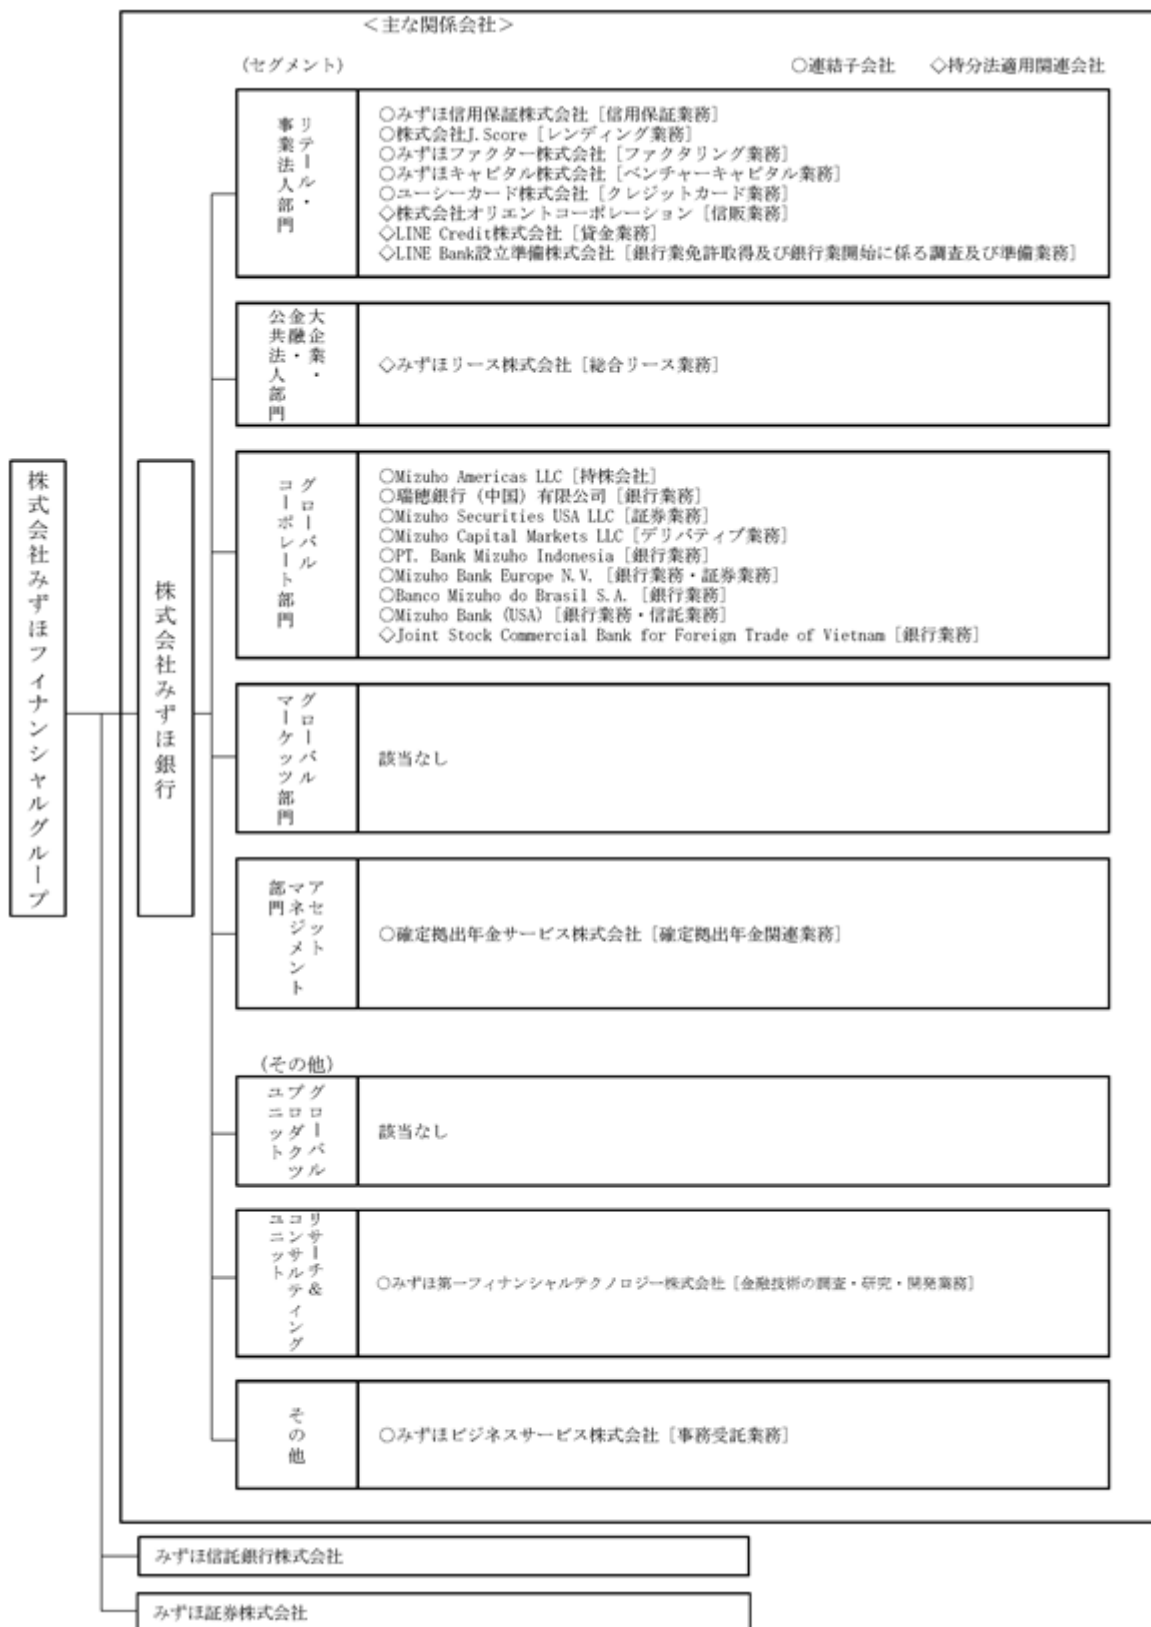 ＜主な関係会社＞
(セグメント)
○連結子会社　◇持分法適用関連会社
株式会社みずほフィナンシャルグループ
株式会社みずほ銀行
リテール・
事業法人部門
○みずほ信用保証株式会社［信用保証業務］
○株式会社J.Score［レンディング業務］
○みずほファクター株式会社［ファクタリング業務］
○みずほキャピタル株式会社［ベンチャーキャピタル業務］
○ユーシーカード株式会社［クレジットカード業務］
◇株式会社オリエントコーポレーション［信販業務］
◇LINE Credit株式会社［貸金業務］
◇LINE Bank設立準備株式会社［銀行業免許取得及び銀行業開始に係る調査及び準備業務］
大企業・
金融・
公共法人部門
◇みずほリース株式会社［総合リース業務］
グローバル
コーポレート部門
○Mizuho Americas LLC［持株会社］
○瑞穂銀行（中国）有限公司［銀行業務］
○Mizuho Securities USA LLC［証券業務］
○Mizuho Capital Markets LLC［デリバティブ業務］
○PT. Bank Mizuho Indonesia［銀行業務］
○Mizuho Bank Europe N.V.［銀行業務・証券業務］
○Banco Mizuho do Brasil S.A.［銀行業務］
○Mizuho Bank (USA)［銀行業務・信託業務］
◇Joint Stock Commercial Bank for Foreign Trade of Vietnam［銀行業務］
グローバル
マーケッツ部門
該当なし
アセット
マネジメント
部門
○確定拠出年金サービス株式会社［確定拠出年金関連業務］
(その他)
グローバル
プロダクツ
ユニット
該当なし
リサーチ&
コンサルティング
ユニット
○みずほ第一フィナンシャルテクノロジー株式会社［金融技術の調査・研究・開発業務］
その他
○みずほビジネスサービス株式会社［事務受託業務］
みずほ信託銀行株式会社
みずほ証券株式会社